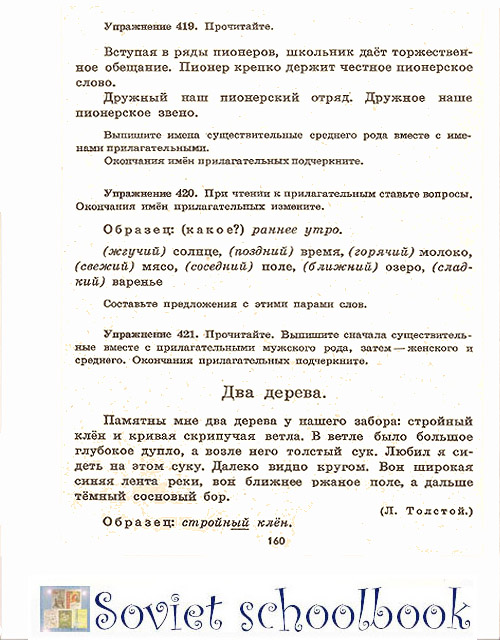 Упражнение 419. Прочитайте.
Вступая в ряды пионеров, школьник даёт торжествен-
ное обещание. Пионер крепко держит честное пионерское
слово.
Дружный наш пионерский отряд. Дружное наше
пионерское звено.
Выпишите имена существительные среднего рода вместе с име-
нами прилагательными.
Окончания имён прилагательных подчеркните.
Упражнение 420. При чтении к прилагательным ставьте вопросы.
Окончания имён прилагательных измените.
Образец: (какое?) раннее утро.
(жгучий) солнце, (поздний) время, (горячий) молоко,
(свежий) мясо, (соседний) поле, (ближний) озеро, (слад-
кий) варенье
Составьте предложения с этими парами слов.
Упражнение 421. Прочитайте. Выпишите сначала существитель-
ные вместе с прилагательными мужского рода, затем — женского и
среднего. Окончания прилагательных подчеркните.
Два дерева.
Памятны мне два дерева у нашего забора: стройный
клён и кривая скрипучая ветла. В ветле было большое
глубокое дупло, а возле него толстый сук. Любил я си-
деть на этом суку. Далеко видно кругом. Вон широкая
синяя лента реки, вон ближнее ржаное поле, а дальше
тёмный сосновый бор.
(Л. Толстой.)
Образец: стройный клён.
160
Soviet schoolbook